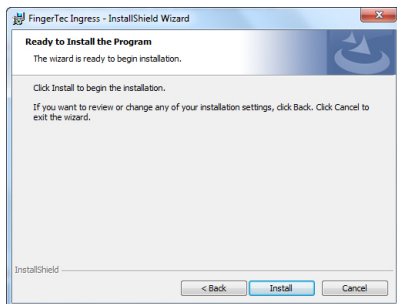 FingerTec Ingress - InstallShield Wizard
Ready to Install the Program
The wizard is ready to begin installation.
Click Install to begin the installation.
If you want to review or change any of your installation settings, click Back. Click Cancel to
exit the wizard.
InstallShield
< Back Install Cancel